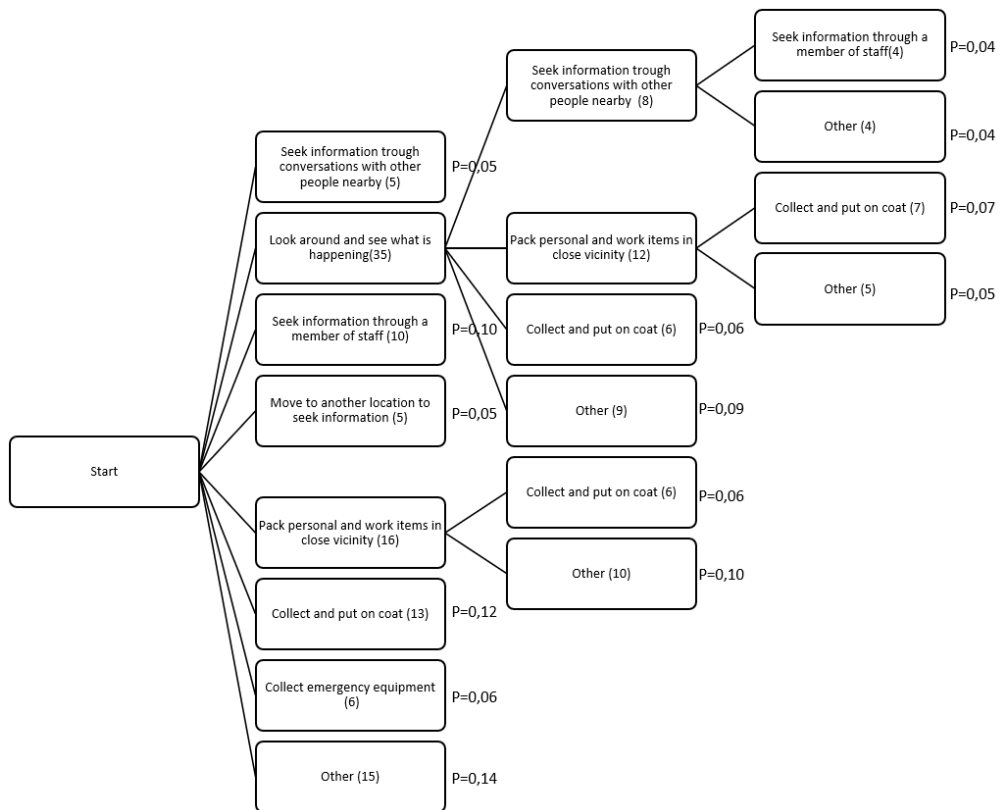 Start
Seek information trough
conversations with other
people nearby (5)
P=0,05
Look around and see what is
happening(35)
Seek information through a
member of staff (10)
P=0,10
Move to another location to
seek information (5)
P=0,05
Pack personal and work items in
close vicinity (16)
Collect and put on coat (13)
P=0,12
Collect emergency equipment
(6)
P=0,06
Other (15)
P=0,14
Seek information trough
conversations with other
people nearby (8)
Pack personal and work items in
close vicinity (12)
Collect and put on coat (6)
P=0,06
Other (9)
P=0,09
Collect and put on coat (6)
P=0,06
Other (10)
P=0,10
Seek information through a
member of staff(4)
P=0,04
Other (4)
P=0,04
Collect and put on coat (7)
P=0,07
Other (5)
P=0,05